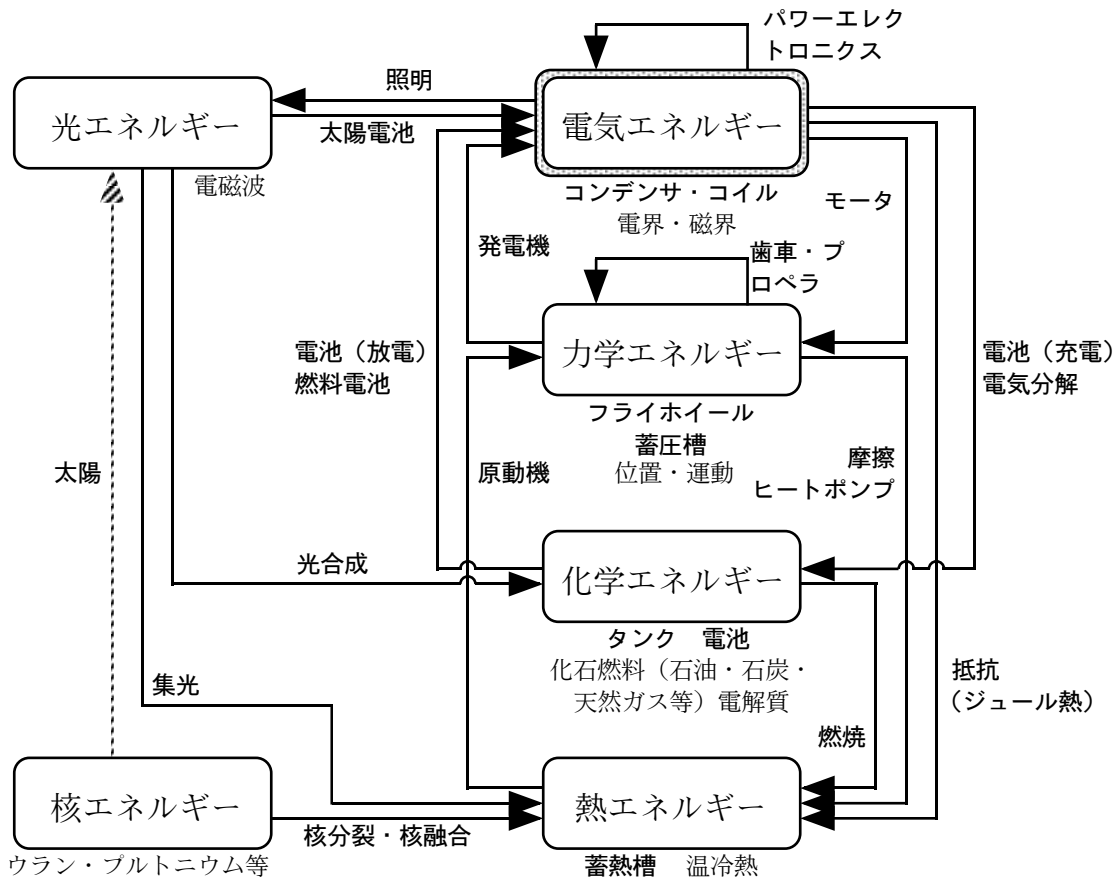 パワーエレク
トロニクス
照明
光エネルギー
電気エネルギー
太陽電池
電磁波
コンデンサ・コイル
電界・磁界
モータ
発電機
歯車・プ
ロペラ
電池（放電）
燃料電池
力学エネルギー
電池（充電）
電気分解
フライホイール
蓄圧槽
位置・運動
太陽
原動機
摩擦
ヒートポンプ
光合成
化学エネルギー
タンク　電池
化石燃料（石油・石炭・
天然ガス等）電解質
集光
抵抗
（ジュール熱）
燃焼
核エネルギー
熱エネルギー
核分裂・核融合
ウラン・プルトニウム等
蓄熱槽　温冷熱